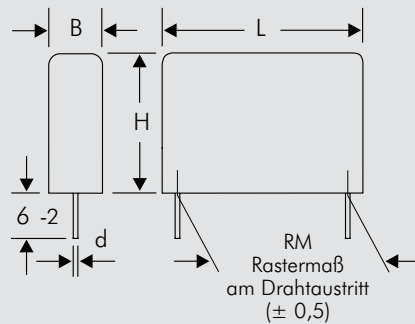 B
L
H
6 -2
d
RM
Rastermaß
am Drahtaustritt
(± 0,5)